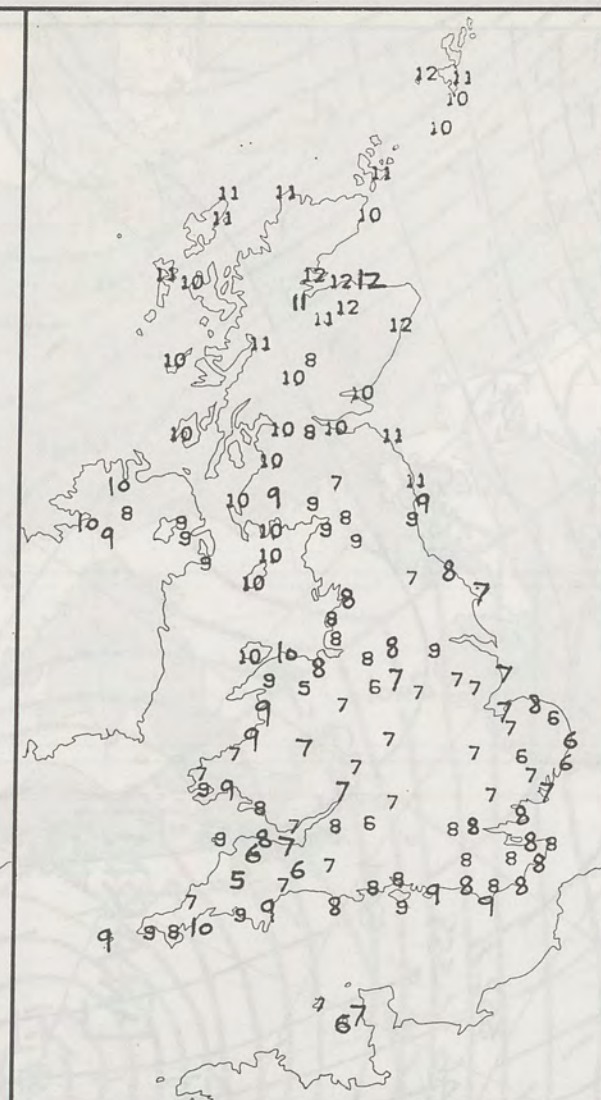 12 11
10
10
11
11 11
11 10
11 10 12 12 12
11 12
11 12
11
10 8
10 10
10 10 8 10 11
10
7 11
10 10 9 9 9
8 8 9
10 9 9 9 9
9 10
9 10
10 7 8 7
8
8
8 8 9
10 10 8 8
9 5 6 7 7 7 7 7
9 7 7 8 6
7
9 7 7 6
7 7 7 6 6
7 7
9 9 7 7 7
8 7 8
7 8 6 8 8
9 8 7 8 8
6 8 8 8
5 6 7
7 8 8 9 8 8 8
7 9 8 9 9
9
9 9 8 10
7
6